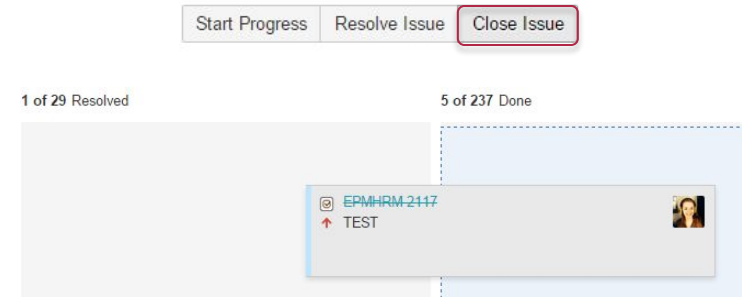 Start Progress Resolve Issue Close Issue
1 of 29 Resolved 5 of 237 Done
EPMHRM-2117
TEST